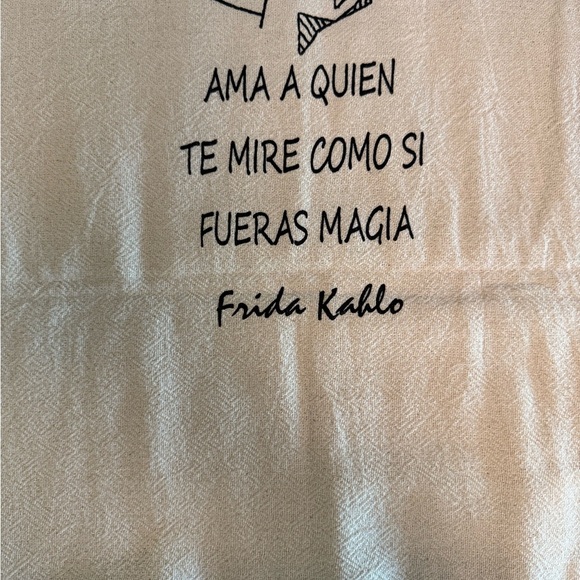 AMA A QUIEN
TE MIRE COMO SI
FUERAS MAGIA
Frida Kahlo